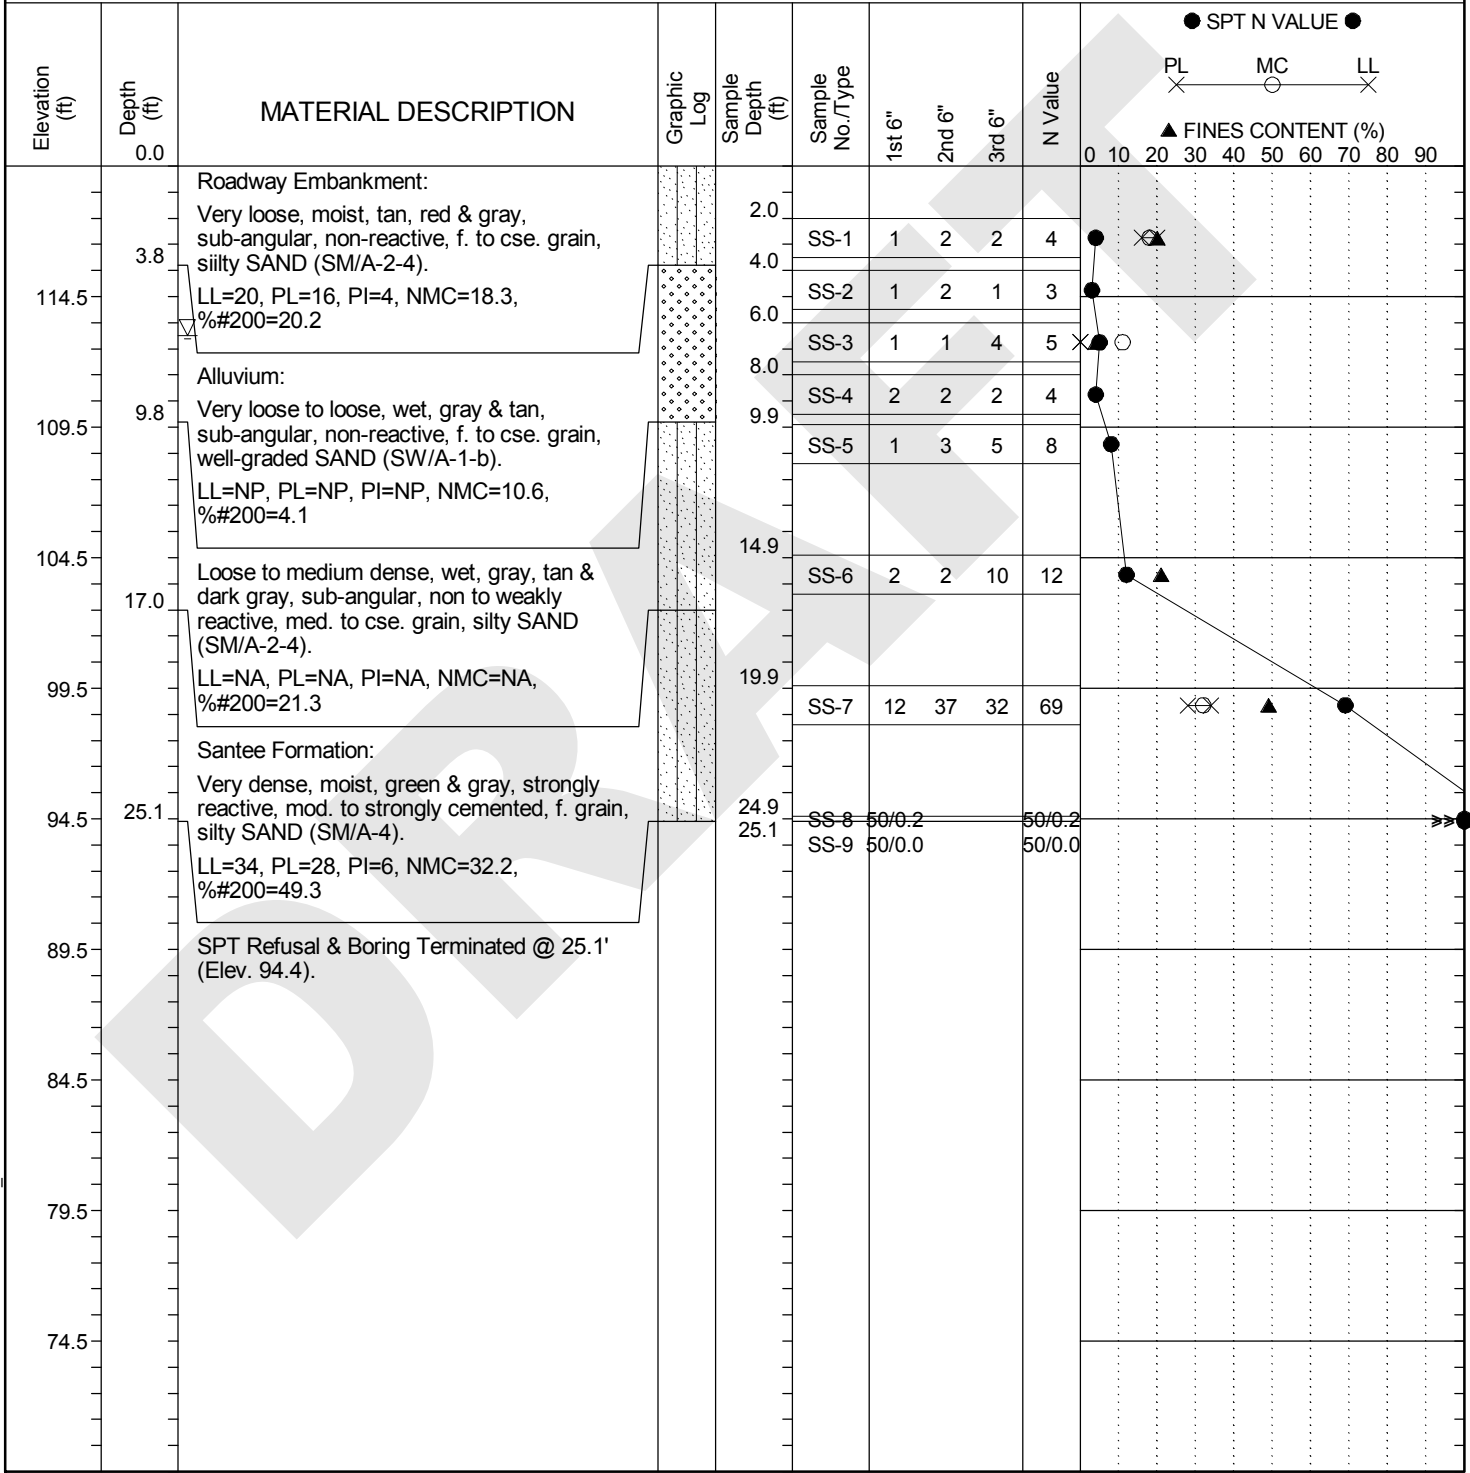 ● SPT N VALUE ●
PL MC LL
▲ FINES CONTENT (%)
0 10 20 30 40 50 60 70 80 90
Elevation
(ft)
Depth
(ft)
0.0
MATERIAL DESCRIPTION
Graphic
Log
Sample
Depth
(ft)
Sample
No./Type
1st 6"
2nd 6"
3rd 6"
N Value
Roadway Embankment:
Very loose, moist, tan, red & gray,
sub-angular, non-reactive, f. to cse. grain,
siilty SAND (SM/A-2-4).
LL=20, PL=16, PI=4, NMC=18.3,
%#200=20.2
Alluvium:
Very loose to loose, wet, gray & tan,
sub-angular, non-reactive, f. to cse. grain,
well-graded SAND (SW/A-1-b).
LL=NP, PL=NP, PI=NP, NMC=10.6,
%#200=4.1
Loose to medium dense, wet, gray, tan &
dark gray, sub-angular, non to weakly
reactive, med. to cse. grain, silty SAND
(SM/A-2-4).
LL=NA, PL=NA, PI=NA, NMC=NA,
%#200=21.3
Santee Formation:
Very dense, moist, green & gray, strongly
reactive, mod. to strongly cemented, f. grain,
silty SAND (SM/A-4).
LL=34, PL=28, PI=6, NMC=32.2,
%#200=49.3
SPT Refusal & Boring Terminated @ 25.1'
(Elev. 94.4).
114.5
109.5
104.5
99.5
94.5
89.5
84.5
79.5
74.5
3.8
9.8
17.0
25.1
2.0
SS-1 1 2 2 4
4.0
SS-2 1 2 1 3
6.0
SS-3 1 1 4 5
8.0
SS-4 2 2 2 4
9.9
SS-5 1 3 5 8
14.9
SS-6 2 2 10 12
19.9
SS-7 12 37 32 69
24.9
SS-8 50/0.2 50/0.2 >>
25.1
SS-9 50/0.0 50/0.0
DRAFT